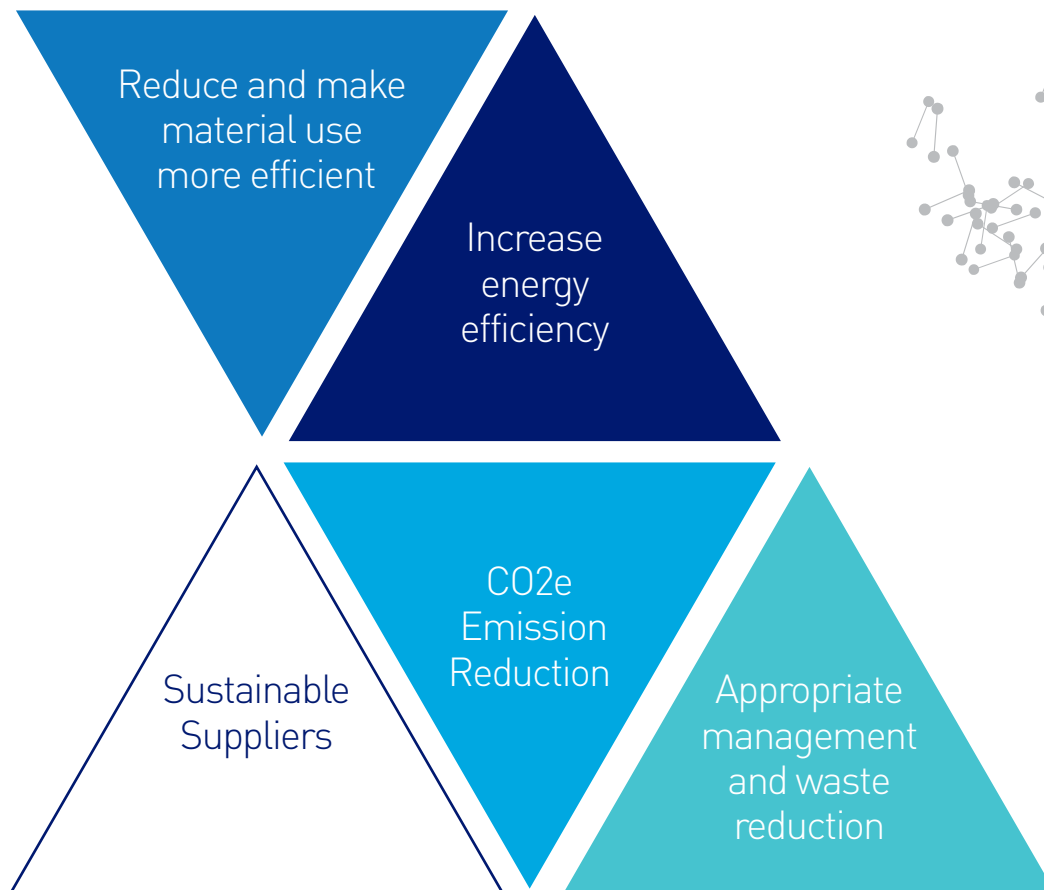 Reduce and make
material use
more efficient
Increase
energy
efficiency
Sustainable
Suppliers
CO2e
Emission
Reduction
Appropriate
management
and waste
reduction